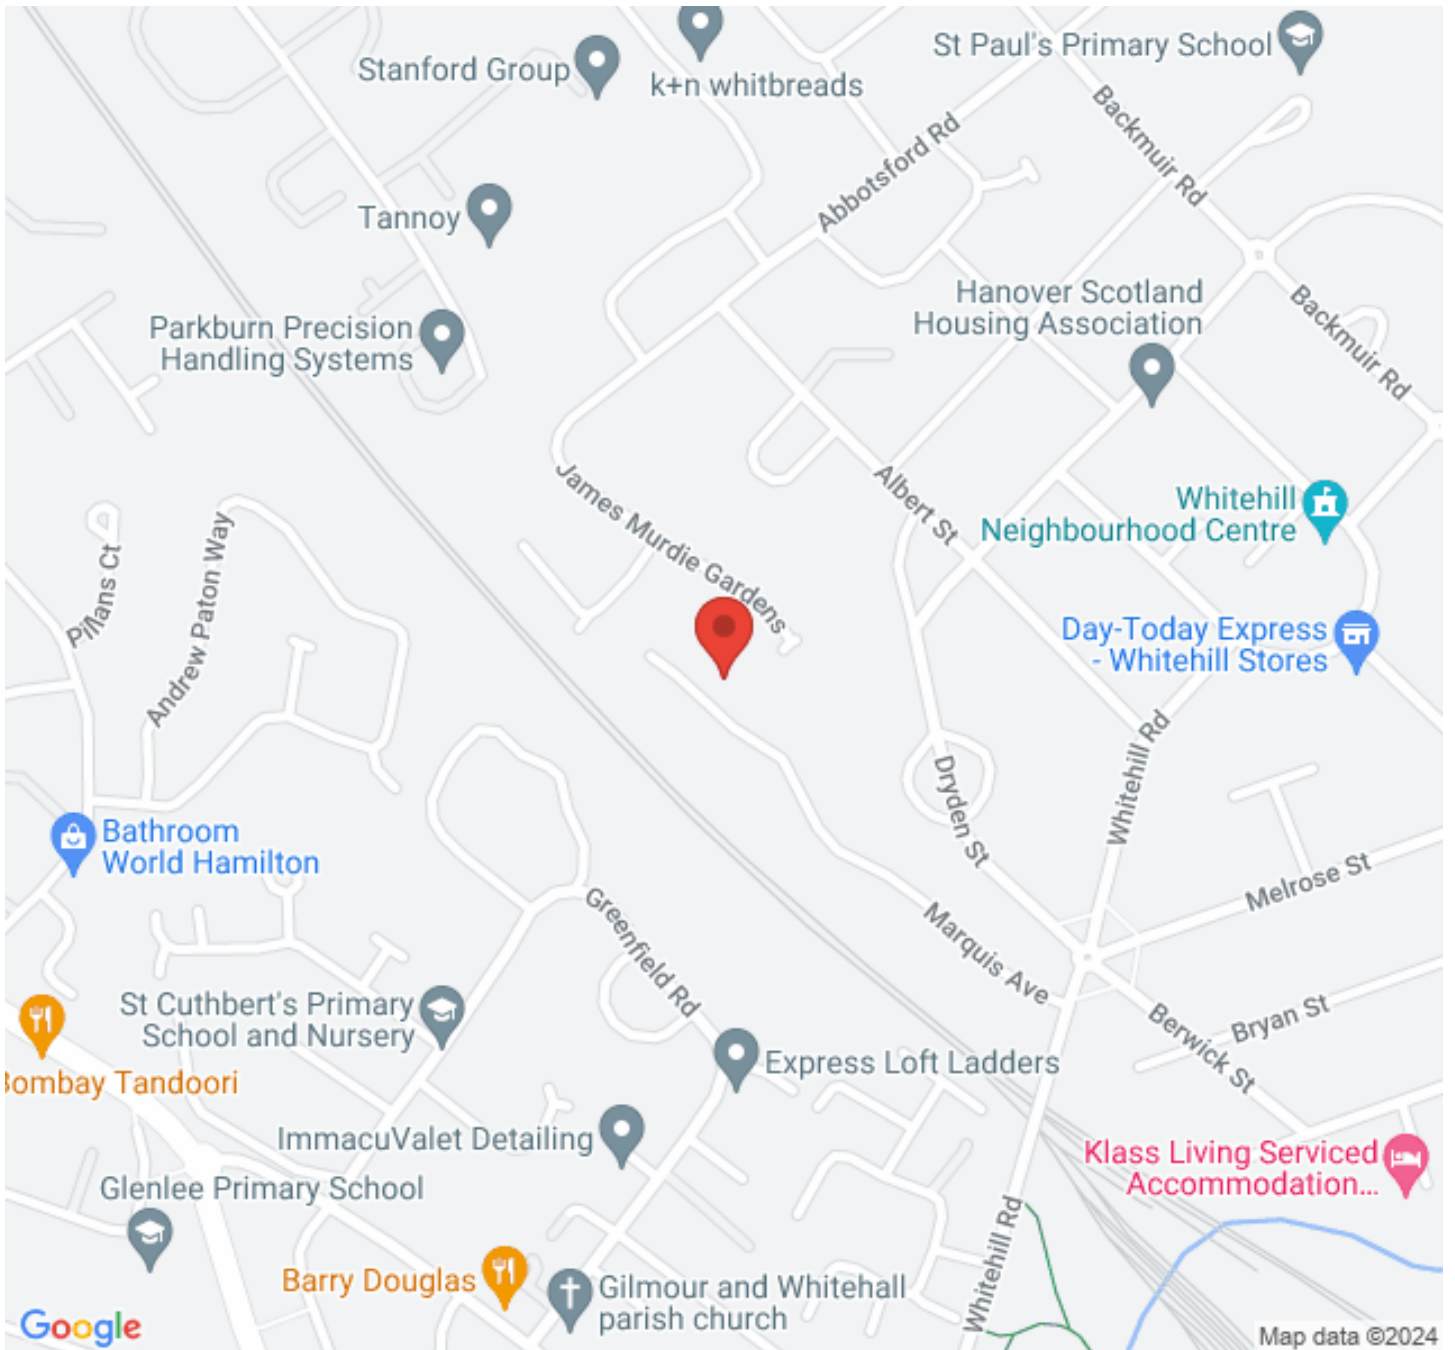 St Paul's Primary School
Stanford Group
k+n whitbreads
Backmuir Rd
Abbotsford Rd
Tannoy
Hanover Scotland
Housing Association
Backmuir Rd
Parkburn Precision
Handling Systems
James Murdie Gardens
Albert St
Whitehill
Neighbourhood Centre
Pillans Ct
Andrew Paton Way
Day-Today Express
- Whitehill Stores
Whitehill Rd
Dryden St
Bathroom
World Hamilton
Melrose St
Greenfield Rd
Marquis Ave
St Cuthbert's Primary
School and Nursery
Bryan St
Berwick St
Express Loft Ladders
Bombay Tandoori
ImmacuValet Detailing
Klass Living Serviced
Accommodation...
Glenlee Primary School
Whitehill Rd
Barry Douglas
Gilmour and Whitehall
parish church
Google
Map data ©2024